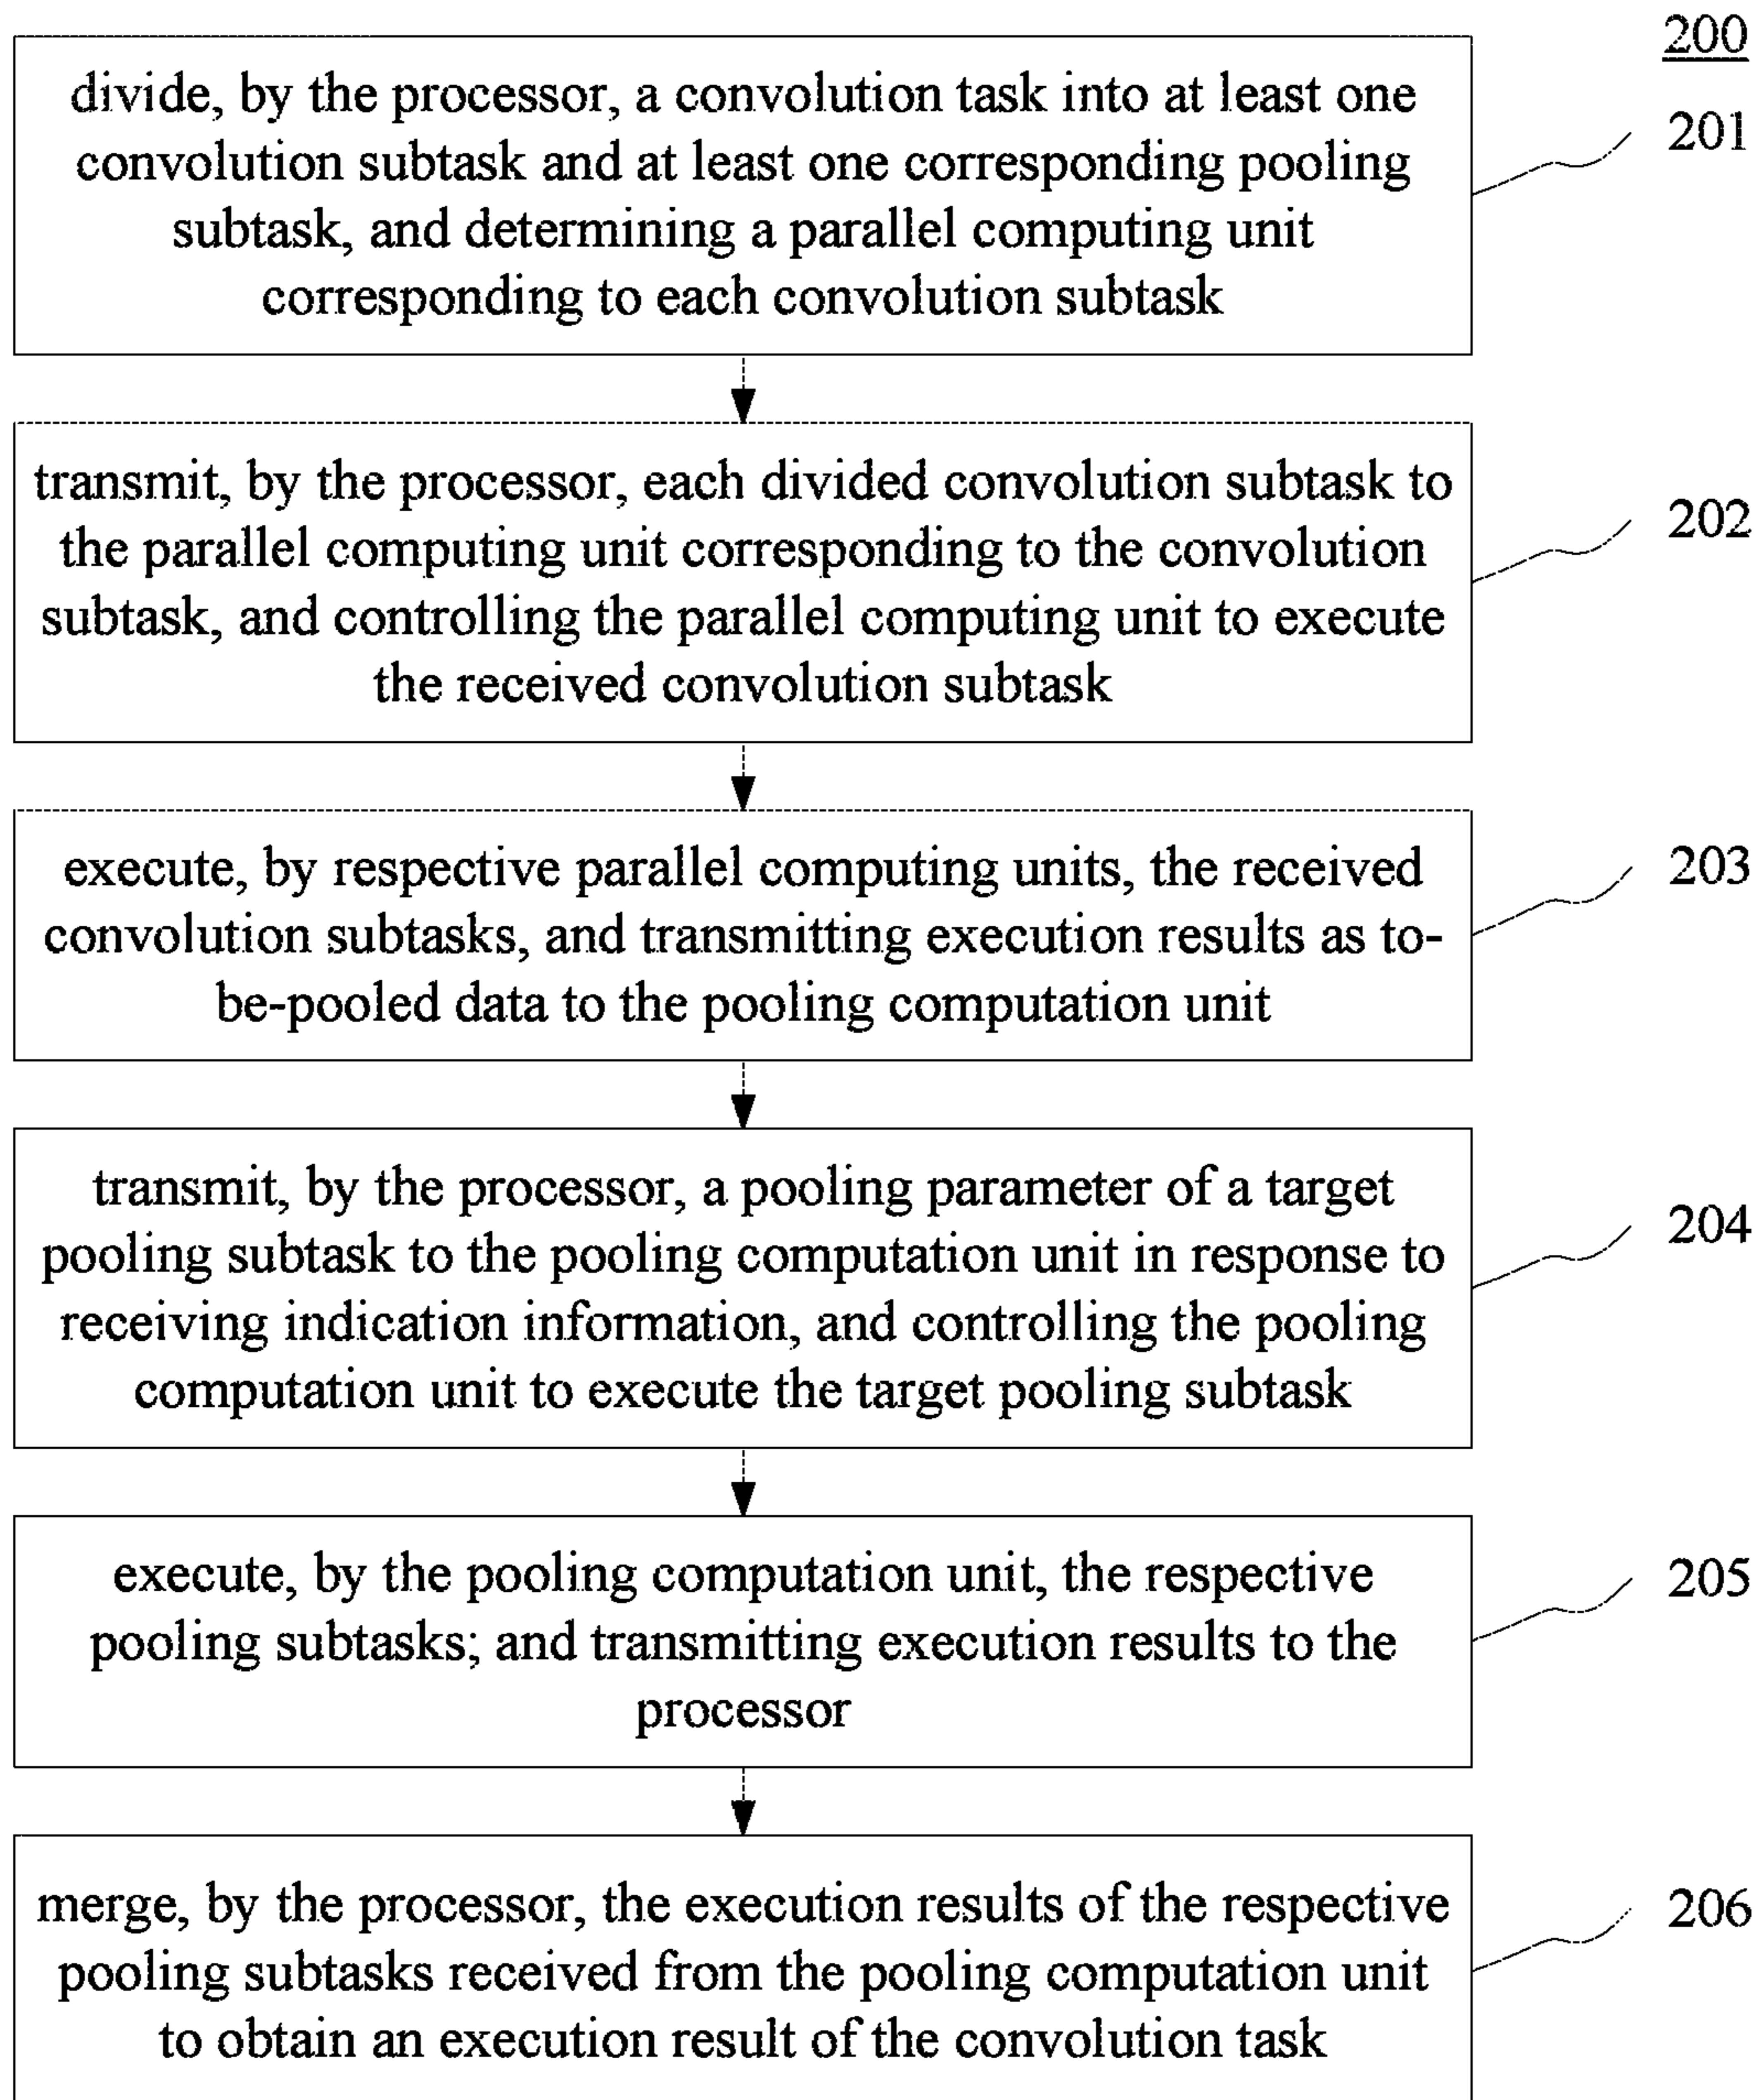 200
divide, by the processor, a convolution task into at least one
convolution subtask and at least one corresponding pooling
subtask, and determining a parallel computing unit
corresponding to each convolution subtask
201
transmit, by the processor, each divided convolution subtask to
the parallel computing unit corresponding to the convolution
subtask, and controlling the parallel computing unit to execute
the received convolution subtask
202
execute, by respective parallel computing units, the received
convolution subtasks, and transmitting execution results as to-
be-pooled data to the pooling computation unit
203
transmit, by the processor, a pooling parameter of a target
pooling subtask to the pooling computation unit in response to
receiving indication information, and controlling the pooling
computation unit to execute the target pooling subtask
204
execute, by the pooling computation unit, the respective
pooling subtasks; and transmitting execution results to the
processor
205
merge, by the processor, the execution results of the respective
pooling subtasks received from the pooling computation unit
to obtain an execution result of the convolution task
206